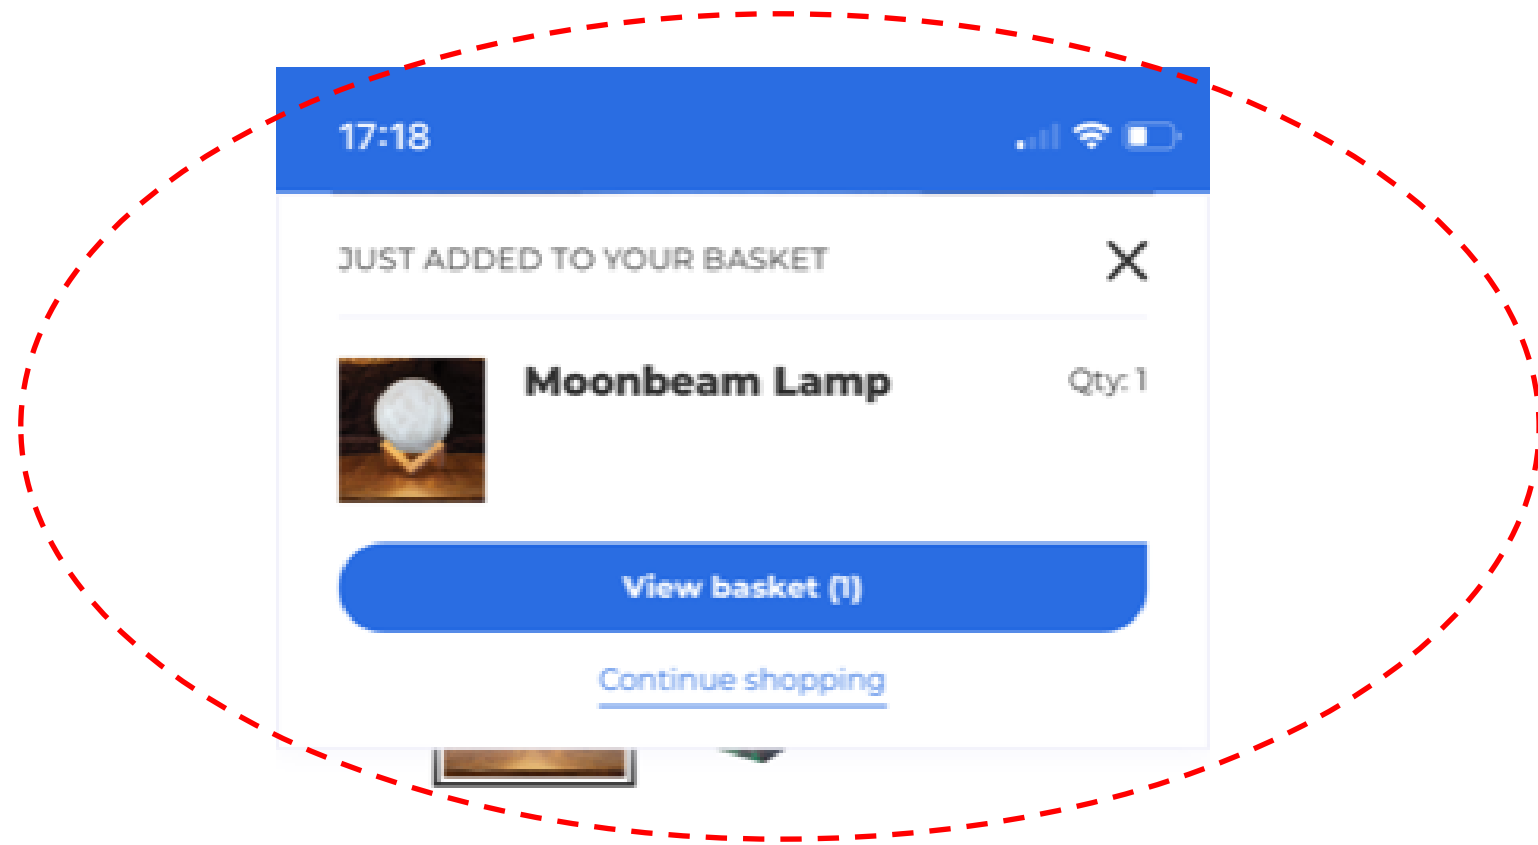 17:18
JUST ADDED TO YOUR BASKET
Moonbeam Lamp
Qty: 1
View basket (1)
Continue shopping